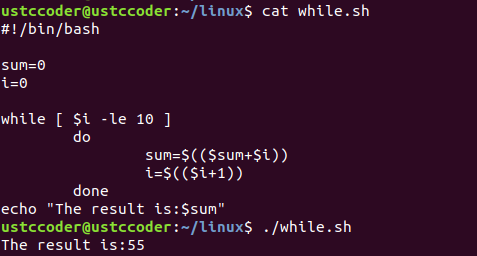 ustccoder@ustccoder:~/linux$ cat while.sh
#!/bin/bash

sum=0
i=0

while [ $i -le 10 ]
        do
                sum=$(($sum+$i))
                i=$(($i+1))
        done
echo "The result is:$sum"
ustccoder@ustccoder:~/linux$ ./while.sh
The result is:55